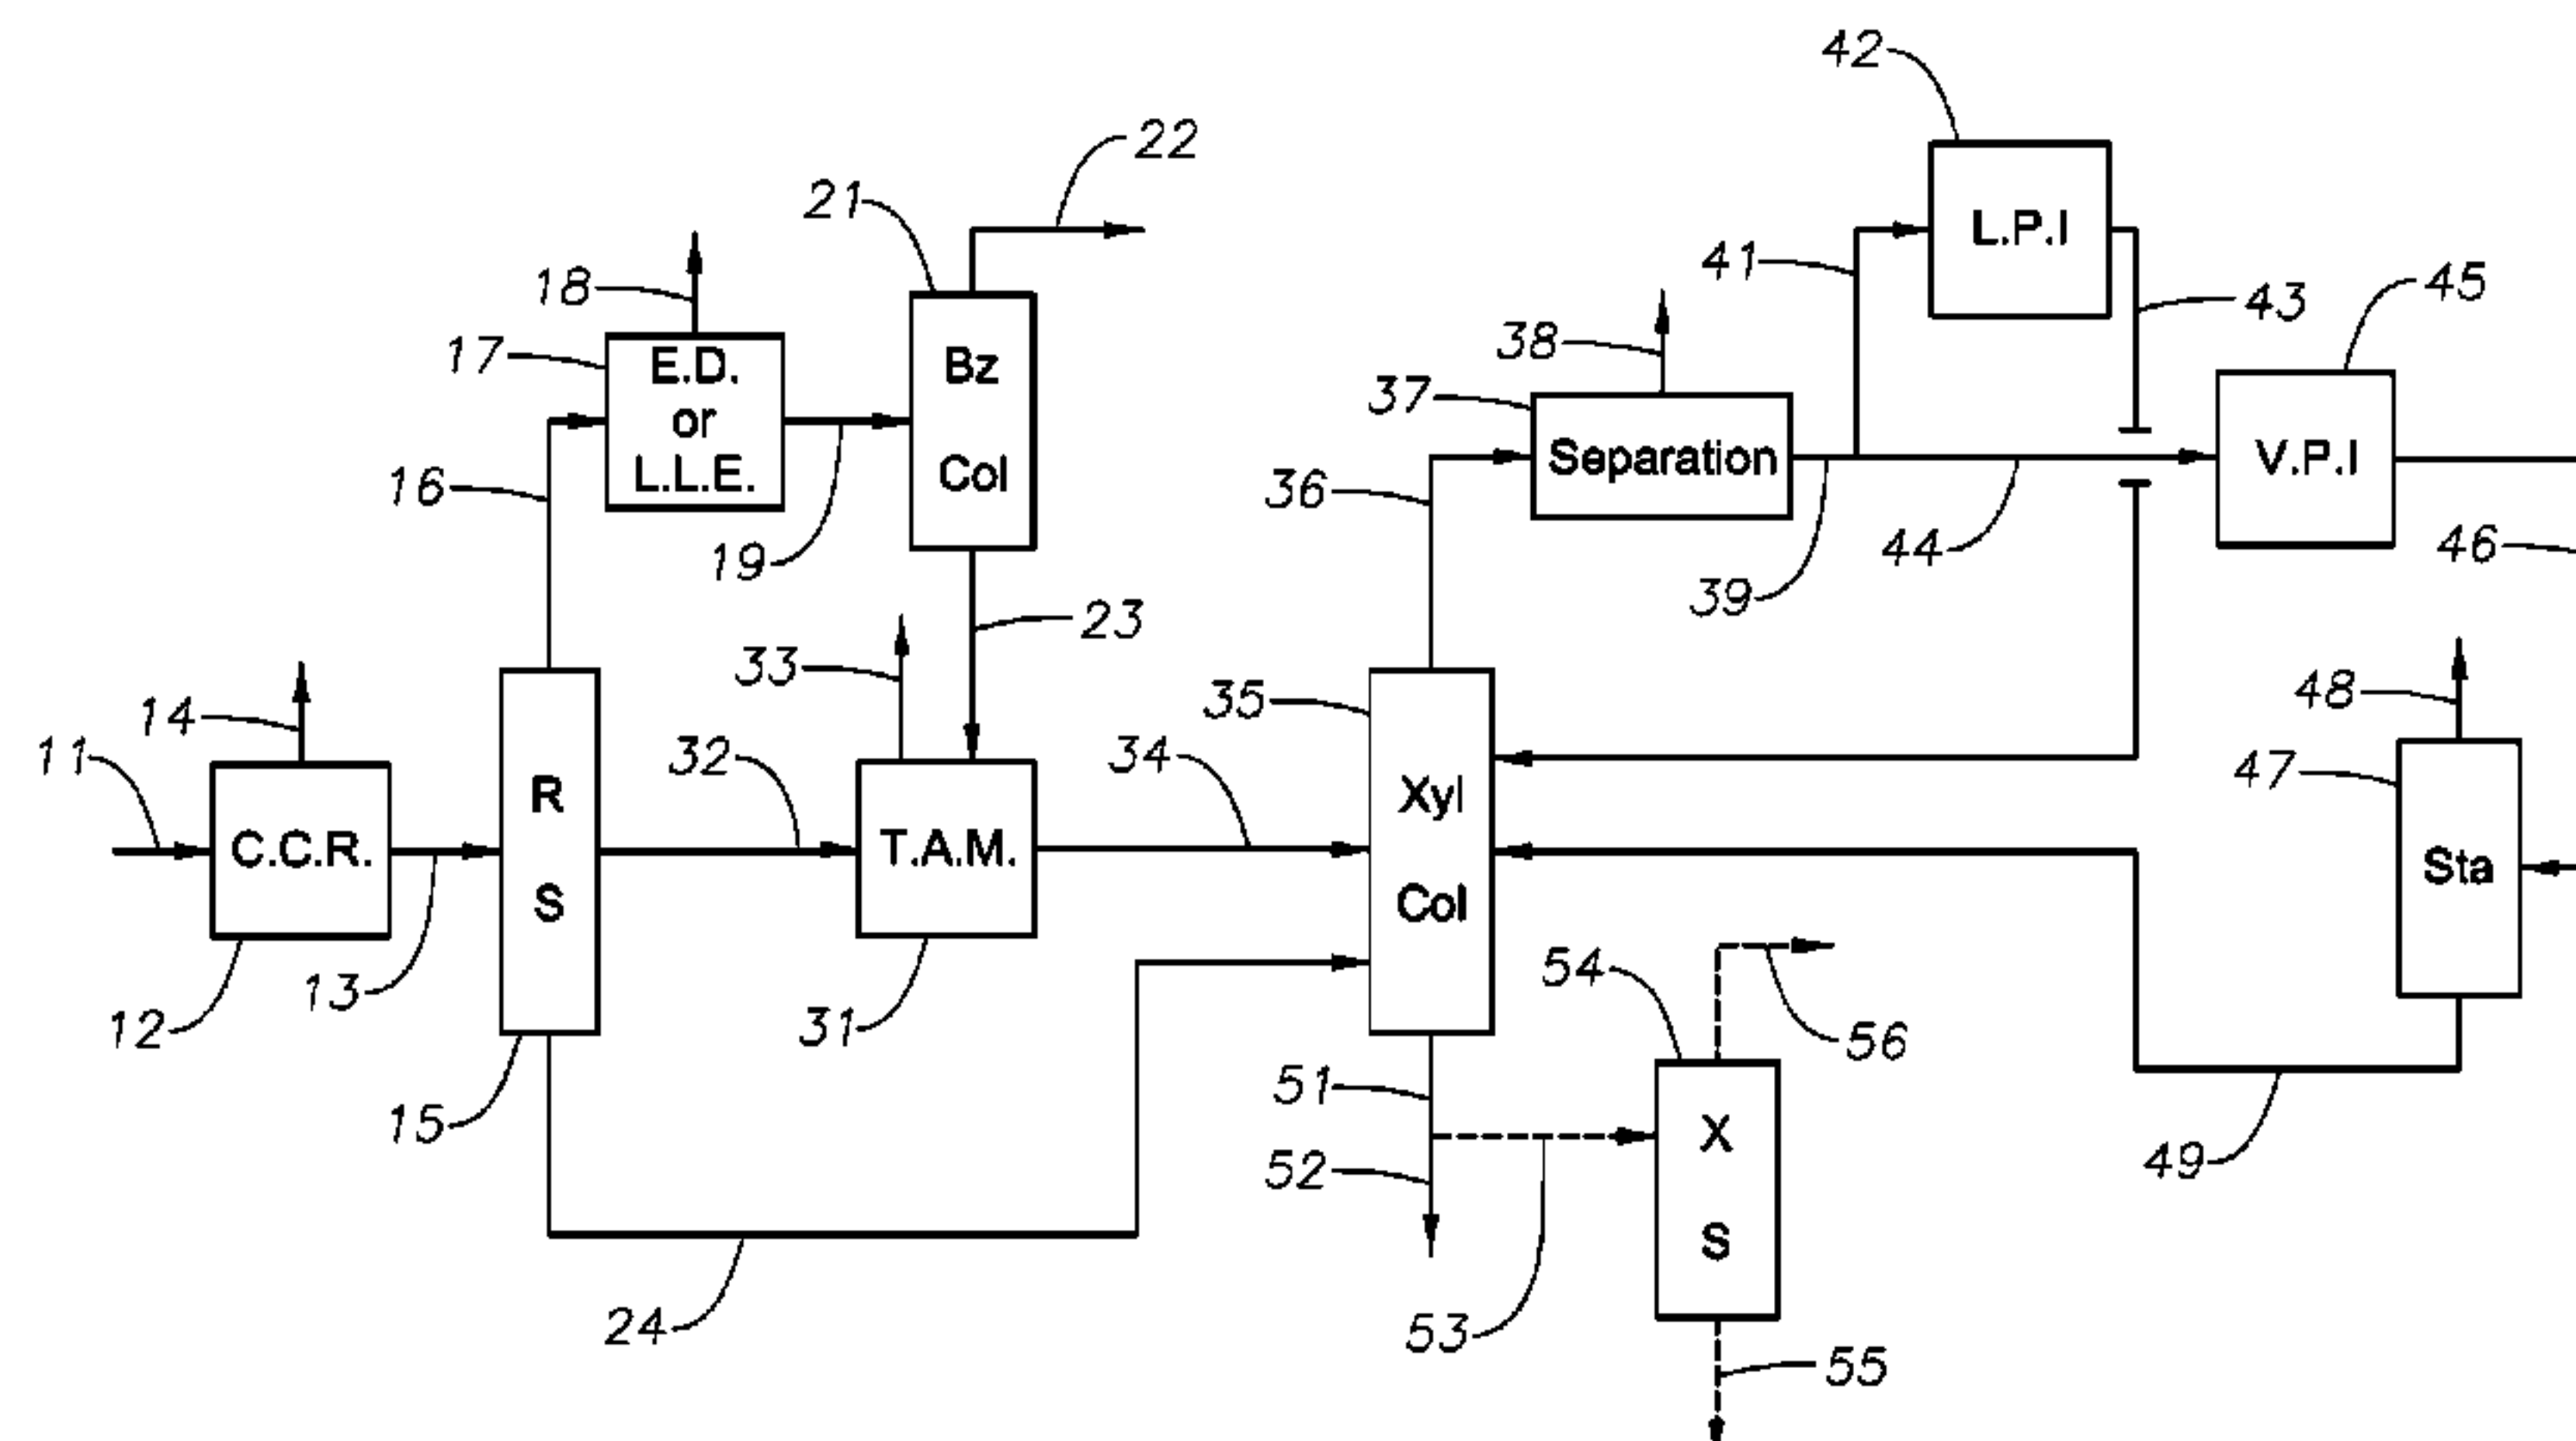 42
22
21
L.P.I
41
18
43
45
38
17
E.D.
or
L.L.E.
Bz
Col
37
Separation
V.P.I
16
36
19
44
46
39
23
33
14
35
48
11
32
34
47
C.C.R.
R
S
T.A.M.
Xyl
Col
Sta
54
13
12
31
56
51
15
X
S
52
49
24
53
55